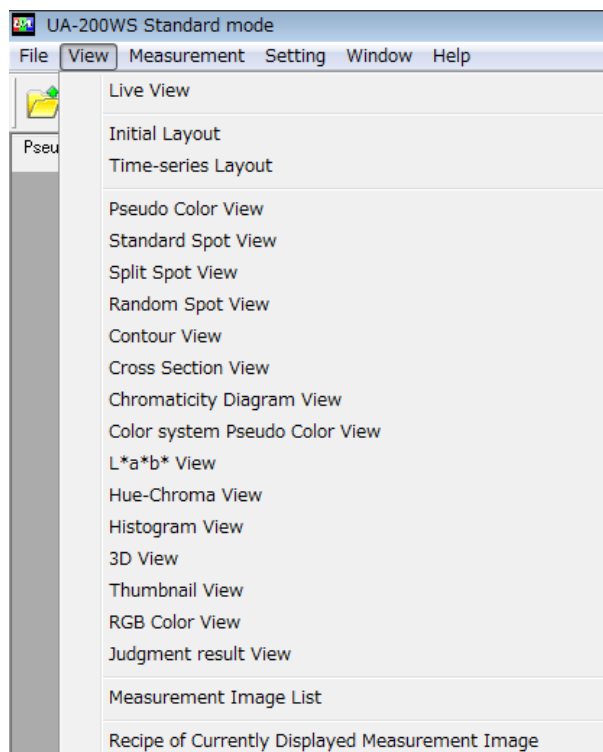 UA-200WS Standard mode
File View Measurement Setting Window Help
Live View
Initial Layout
Pseu
Time-series Layout
Pseudo Color View
Standard Spot View
Split Spot View
Random Spot View
Contour View
Cross Section View
Chromaticity Diagram View
Color system Pseudo Color View
L*a*b* View
Hue-Chroma View
Histogram View
3D View
Thumbnail View
RGB Color View
Judgment result View
Measurement Image List
Recipe of Currently Displayed Measurement Image